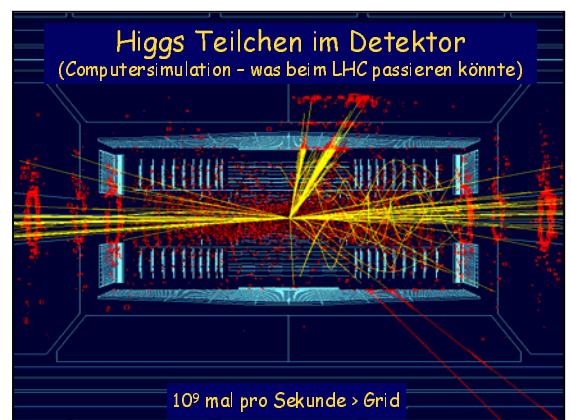 Higgs Teilchen im Detektor
(Computersimulation – was beim LHC passieren könnte)
10⁹ mal pro Sekunde > Grid